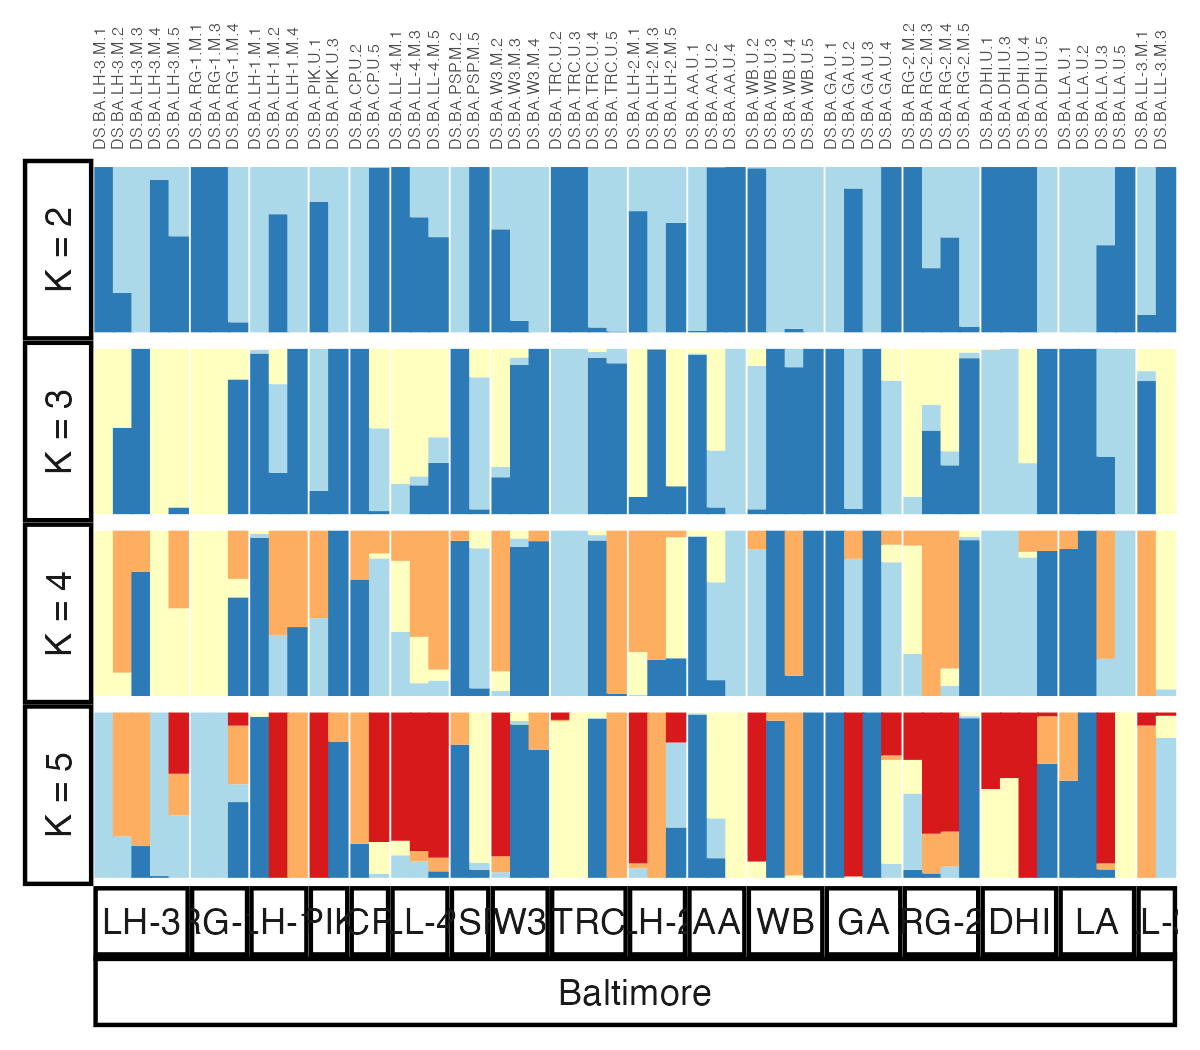 DS.BA.LH-3.M.1
DS.BA.LH-3.M.2
DS.BA.LH-3.M.3
DS.BA.LH-3.M.4
DS.BA.LH-3.M.5
DS.BA.RG-1.M.1
DS.BA.RG-1.M.3
DS.BA.RG-1.M.4
DS.BA.LH-1.M.1
DS.BA.LH-1.M.2
DS.BA.LH-1.M.4
DS.BA.PIK.U.1
DS.BA.PIK.U.3
DS.BA.CP.U.2
DS.BA.CP.U.5
DS.BA.LL-4.M.1
DS.BA.LL-4.M.3
DS.BA.LL-4.M.5
DS.BA.PSP.M.2
DS.BA.PSP.M.5
DS.BA.W3.M.2
DS.BA.W3.M.3
DS.BA.W3.M.4
DS.BA.TRC.U.2
DS.BA.TRC.U.3
DS.BA.TRC.U.4
DS.BA.TRC.U.5
DS.BA.LH-2.M.1
DS.BA.LH-2.M.3
DS.BA.LH-2.M.5
DS.BA.AA.U.1
DS.BA.AA.U.2
DS.BA.AA.U.4
DS.BA.WB.U.2
DS.BA.WB.U.3
DS.BA.WB.U.4
DS.BA.WB.U.5
DS.BA.GA.U.1
DS.BA.GA.U.2
DS.BA.GA.U.3
DS.BA.GA.U.4
DS.BA.RG-2.M.2
DS.BA.RG-2.M.3
DS.BA.RG-2.M.4
DS.BA.RG-2.M.5
DS.BA.DHI.U.1
DS.BA.DHI.U.3
DS.BA.DHI.U.4
DS.BA.DHI.U.5
DS.BA.LA.U.1
DS.BA.LA.U.2
DS.BA.LA.U.3
DS.BA.LA.U.5
DS.BA.LL-3.M.1
DS.BA.LL-3.M.3
K = 2
K = 3
K = 4
K = 5
LH-3 RG- LH- PIK CP LL-4 W3 TRC LH-2 AA WB GA RG-2 DHI LA
Baltimore